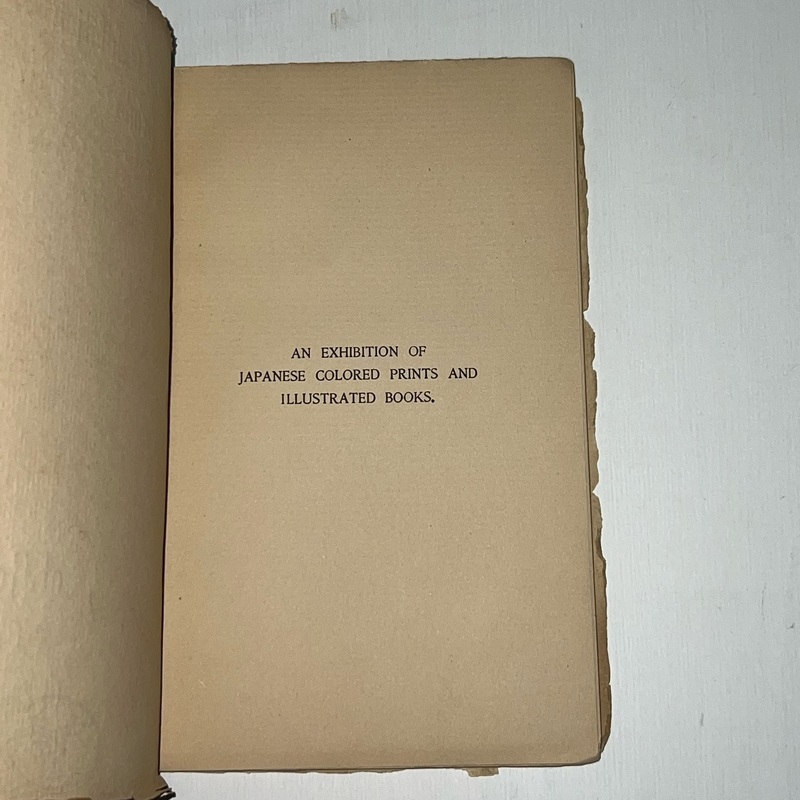 AN EXHIBITION OF
JAPANESE COLORED PRINTS AND
ILLUSTRATED BOOKS.